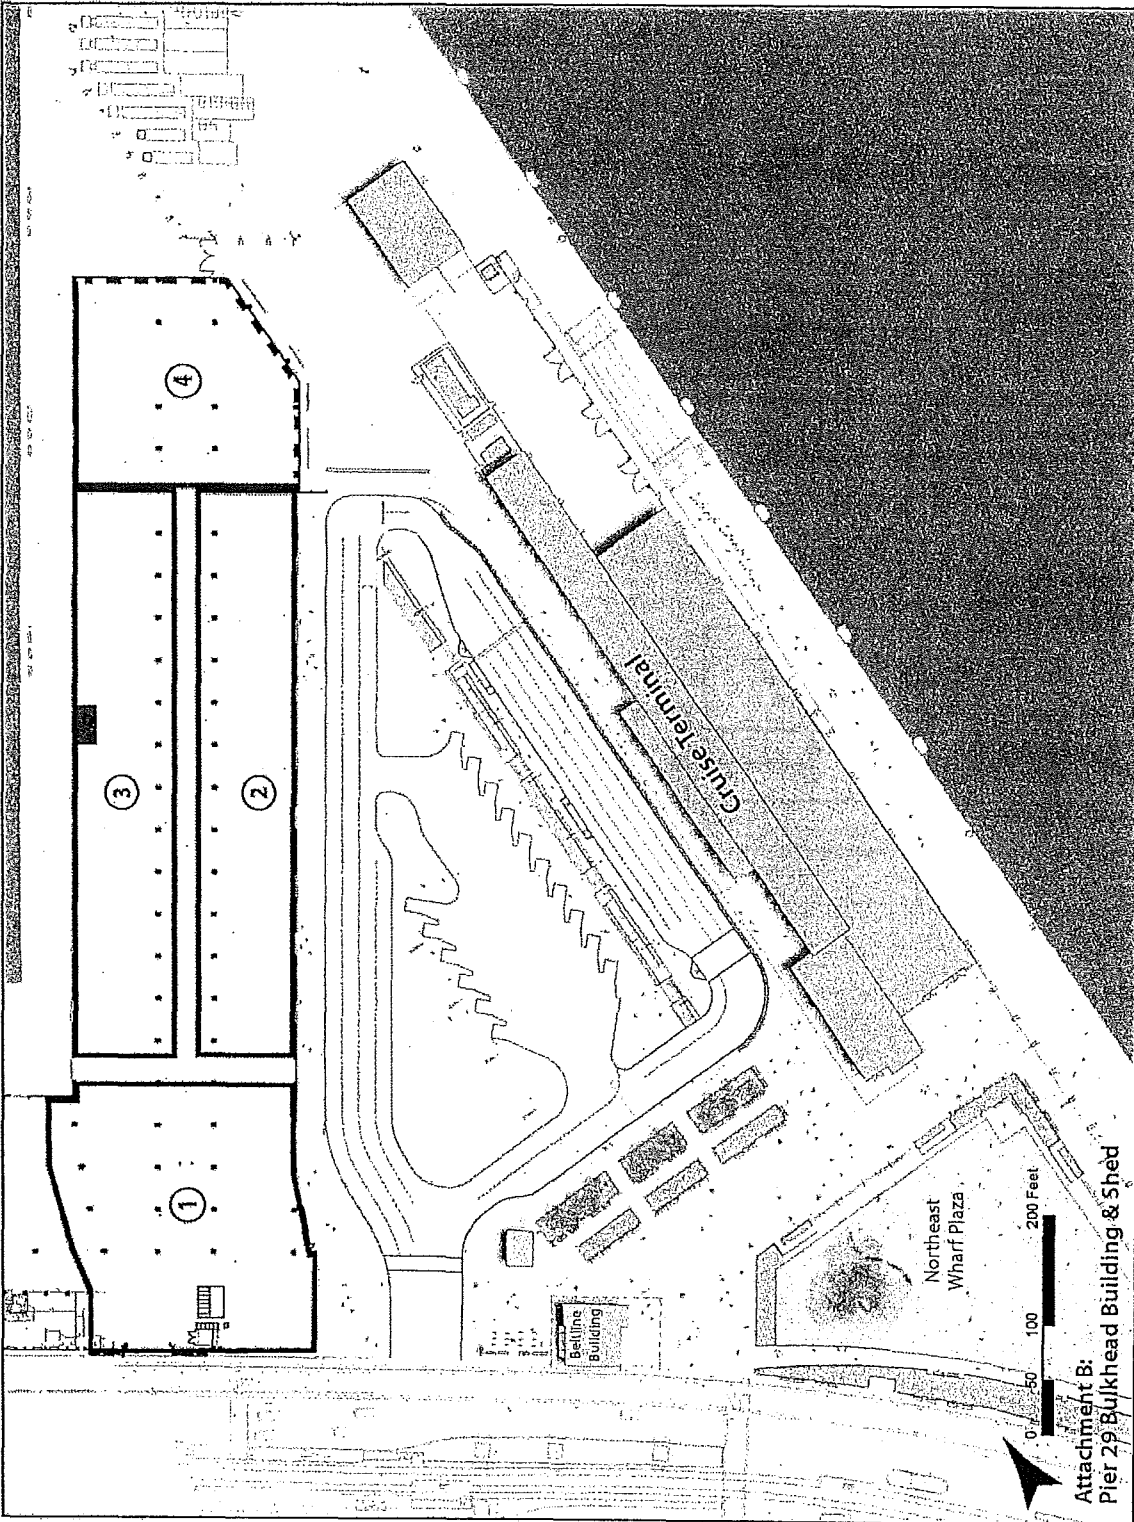 4
3
2
1
Cruise Terminal
Beltline
Building
Northeast
Wharf Plaza
0
50
100
200 Feet
Attachment B:
Pier 29 Bulkhead Building & Shed